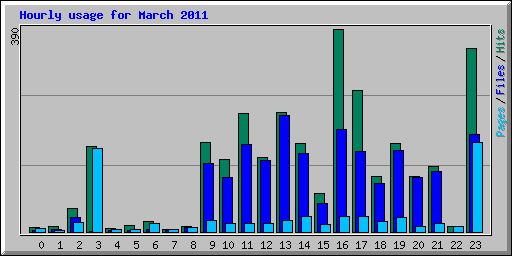 Hourly usage for March 2011
390
Pages / Files / Hits
0 1 2 3 4 5 6 7 8 9 10 11 12 13 14 15 16 17 18 19 20 21 22 23